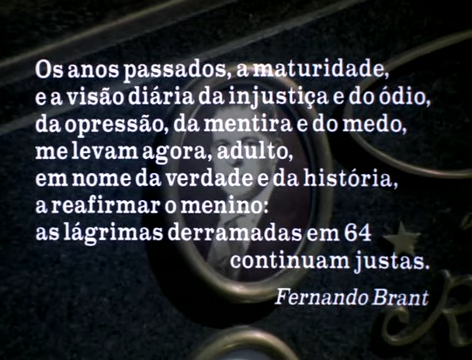 Os anos passados, a maturidade,
e a visão diária da injustiça e do ódio,
da opressão, da mentira e do medo,
me levam agora, adulto,
em nome da verdade e da história,
a reafirmar o menino:
as lágrimas derramadas em 64
continuam justas.
Fernando Brant